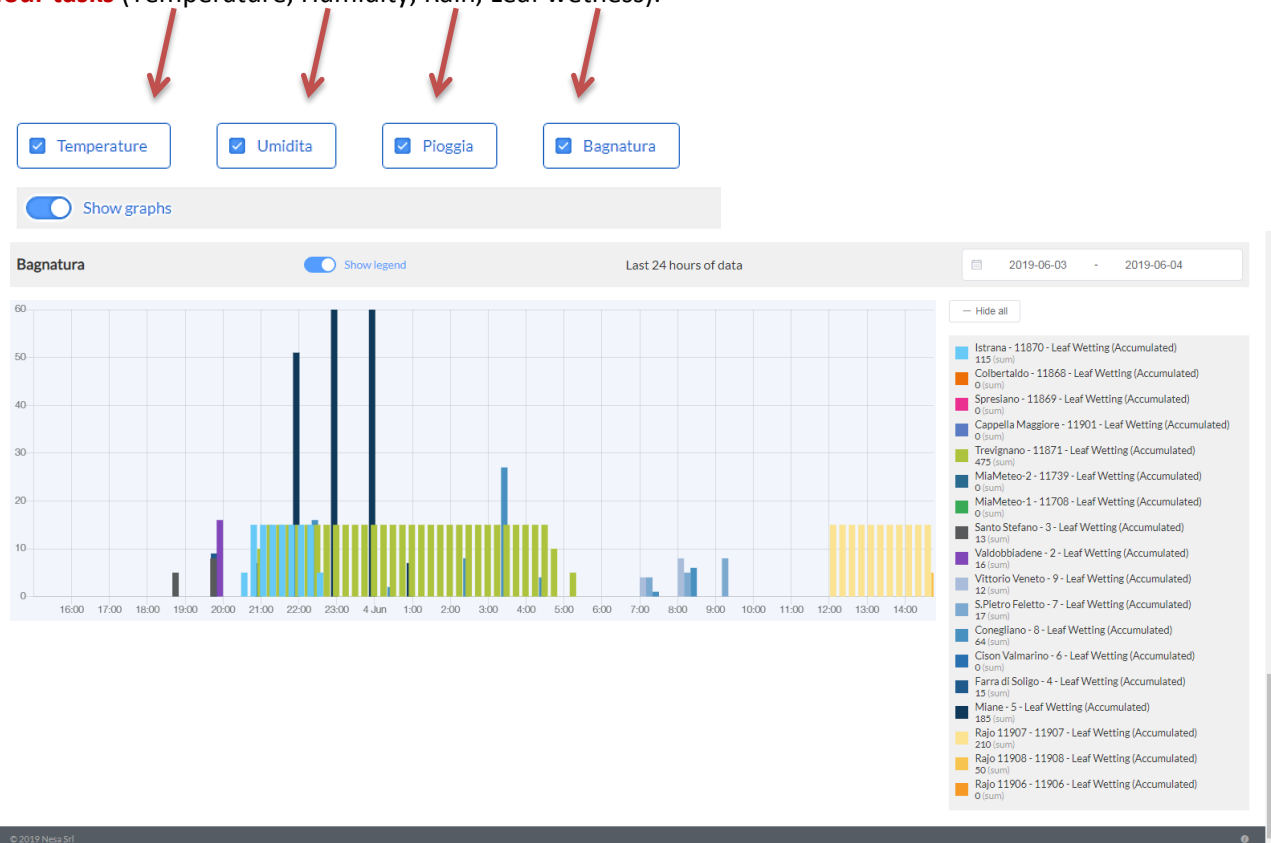 our tasks (Temperature, Humidity, Rain, Leaf wetness).
Temperature
Umidita
Pioggia
Bagnatura
Show graphs
Bagnatura
Show legend
Last 24 hours of data
2019-06-03 - 2019-06-04
60
50
40
30
20
10
0
16:00 17:00 18:00 19:00 20:00 21:00 22:00 23:00 4 Jun 1:00 2:00 3:00 4:00 5:00 6:00 7:00 8:00 9:00 10:00 11:00 12:00 13:00 14:00
— Hide all
Istrana - 11870 - Leaf Wetting (Accumulated)
115 (sum)
Colbertaldo - 11868 - Leaf Wetting (Accumulated)
0 (sum)
Spresiano - 11869 - Leaf Wetting (Accumulated)
0 (sum)
Cappella Maggiore - 11901 - Leaf Wetting (Accumulated)
0 (sum)
Trevignano - 11871 - Leaf Wetting (Accumulated)
475 (sum)
MiaMeteo-2 - 11739 - Leaf Wetting (Accumulated)
0 (sum)
MiaMeteo-1 - 11708 - Leaf Wetting (Accumulated)
0 (sum)
Santo Stefano - 3 - Leaf Wetting (Accumulated)
13 (sum)
Valdobbladene - 2 - Leaf Wetting (Accumulated)
16 (sum)
Vittorio Veneto - 9 - Leaf Wetting (Accumulated)
12 (sum)
S.Pietro Feletto - 7 - Leaf Wetting (Accumulated)
17 (sum)
Conegliano - 8 - Leaf Wetting (Accumulated)
64 (sum)
Cison Valmarino - 6 - Leaf Wetting (Accumulated)
0 (sum)
Farra di Soligo - 4 - Leaf Wetting (Accumulated)
15 (sum)
Miane - 5 - Leaf Wetting (Accumulated)
185 (sum)
Rajo 11907 - 11907 - Leaf Wetting (Accumulated)
210 (sum)
Rajo 11908 - 11908 - Leaf Wetting (Accumulated)
50 (sum)
Rajo 11906 - 11906 - Leaf Wetting (Accumulated)
0 (sum)
© 2019 Nesa Srl